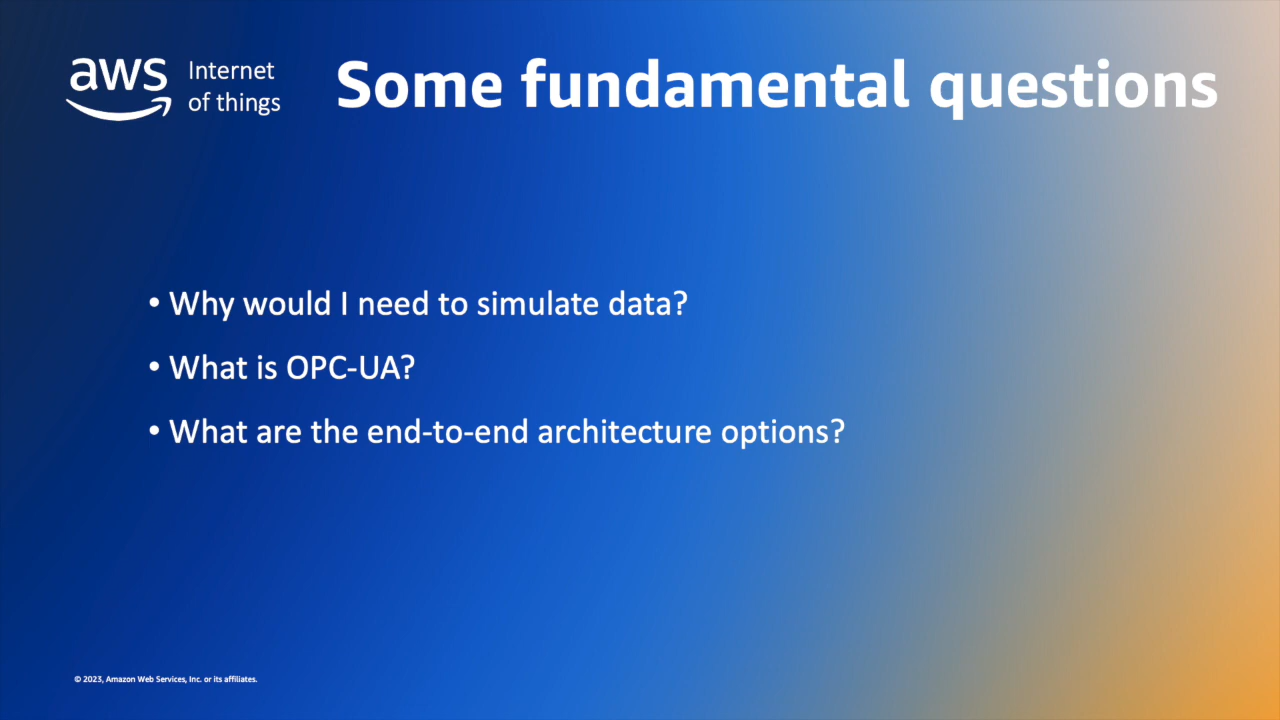 aws
Internet
of things
Some fundamental questions
• Why would I need to simulate data?
• What is OPC-UA?
• What are the end-to-end architecture options?
© 2023, Amazon Web Services, Inc. or its affiliates.